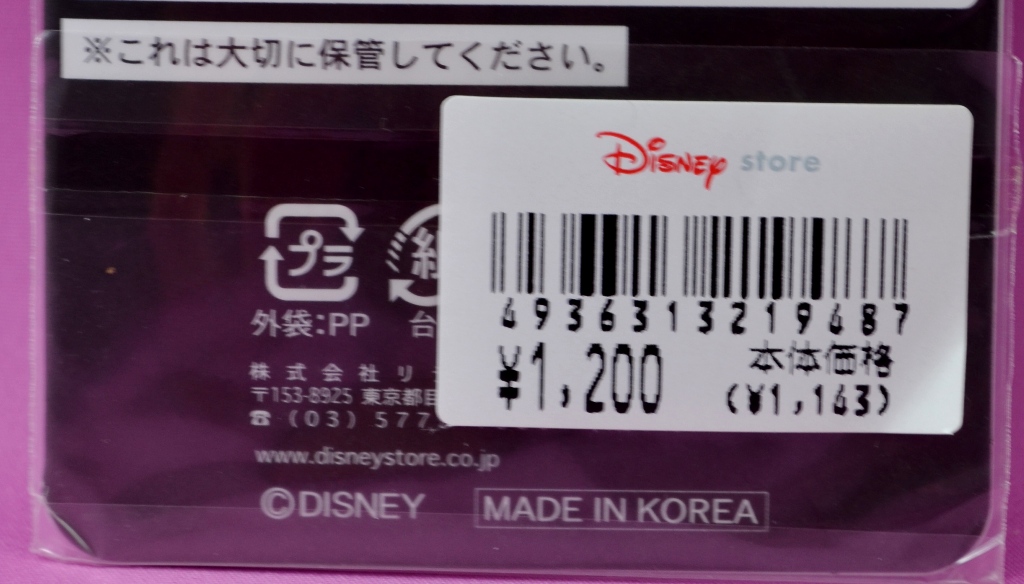 ※これは大切に保管してください。
Disney store
4936313219487
¥1,200
本体価格
(¥1,143)
プラ
外袋:PP
台
株式会社リ
〒153-8925 東京都目
☎ (03) 577
www.disneystore.co.jp
©DISNEY
MADE IN KOREA